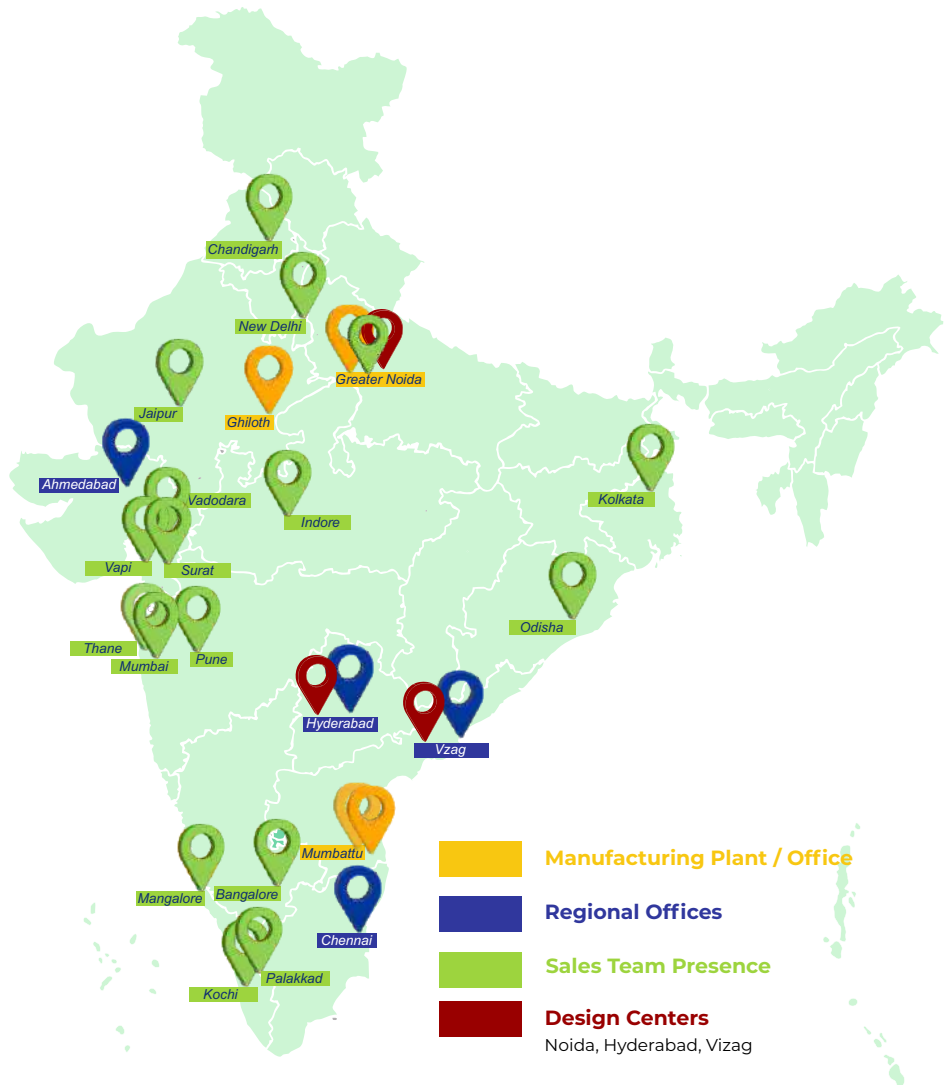 Chandigarh
New Delhi
Greater Noida
Jaipur
Ghiloth
Ahmedabad
Vadodara
Kolkata
Indore
Vapi
Surat
Odisha
Thane
Mumbai
Pune
Hyderabad
Vzag
Mumbattu
Mangalore
Bangalore
Chennai
Palakkad
Kochi
Manufacturing Plant / Office
Regional Offices
Sales Team Presence
Design Centers
Noida, Hyderabad, Vizag